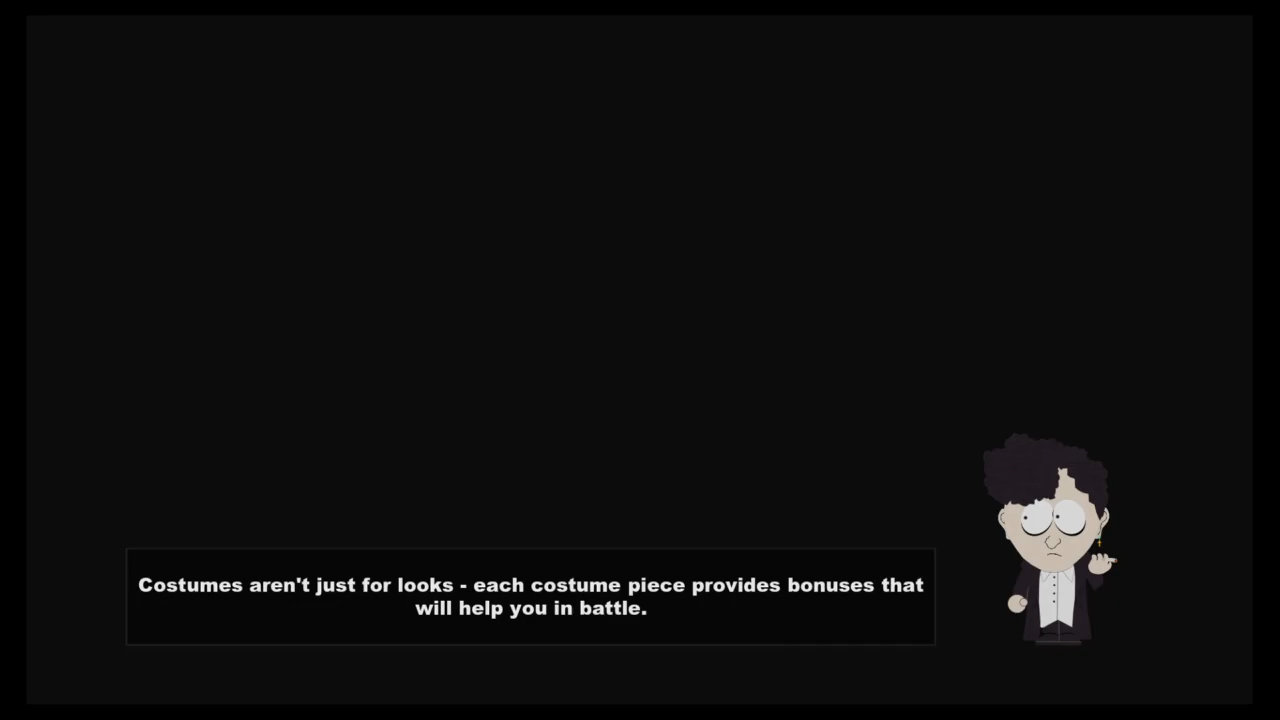 Costumes aren't just for looks - each costume piece provides bonuses that
will help you in battle.